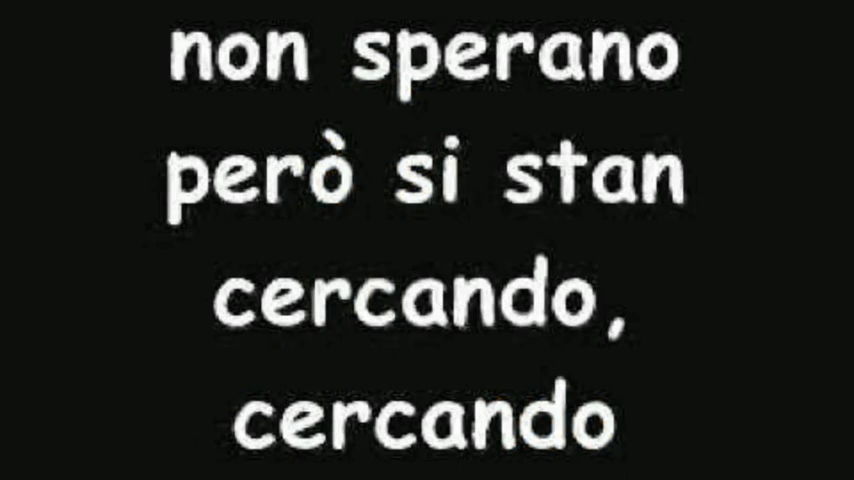 non sperano
però si stan
cercando,
cercando